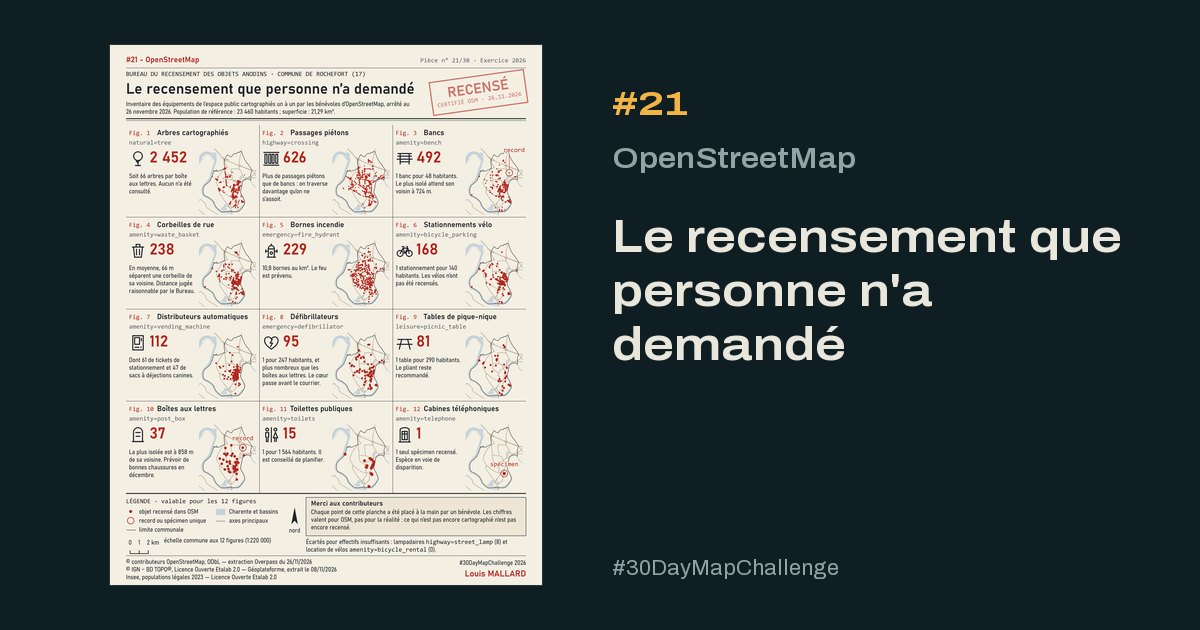 #21 - OpenStreetMap
Pièce n° 21/30 - Exercice 2026
BUREAU DU RECENSEMENT DES OBJETS ANODINS - COMMUNE DE ROCHEFORT (17)
Le recensement que personne n'a demandé
Inventaire des équipements de l'espace public cartographiés un à un par les bénévoles d'OpenStreetMap, arrêté au
26 novembre 2026. Population de référence : 23 460 habitants ; superficie : 21,29 km².
RECENSÉ
CERTIFIÉ OSM - 26.11.2026
Fig. 1 Arbres cartographiés
natural=tree
2 452
Soit 66 arbres par boîte
aux lettres. Aucun n'a été
consulté.
Fig. 2 Passages piétons
highway=crossing
626
Plus de passages piétons
que de bancs : on traverse
davantage qu'on ne
s'assoit.
Fig. 3 Bancs
amenity=bench
492
record
1 banc pour 48 habitants.
Le plus isolé attend son
voisin à 724 m.
Fig. 4 Corbeilles de rue
amenity=waste_basket
238
En moyenne, 66 m
séparent une corbeille de
sa voisine. Distance jugée
raisonnable par le Bureau.
Fig. 5 Bornes incendie
emergency=fire_hydrant
229
10,8 bornes au km². Le feu
est prévenu.
Fig. 6 Stationnements vélo
amenity=bicycle_parking
168
1 stationnement pour 140
habitants. Les vélos n'ont
pas été recensés.
Fig. 7 Distributeurs automatiques
amenity=vending_machine
112
Dont 61 de tickets de
stationnement et 47 de
sacs à déjections canines.
Fig. 8 Défibrillateurs
emergency=defibrillator
95
1 pour 247 habitants, et
plus nombreux que les
boîtes aux lettres. Le cœur
passe avant le courrier.
Fig. 9 Tables de pique-nique
leisure=picnic_table
81
1 table pour 290 habitants.
Le pliant reste
recommandé.
Fig. 10 Boîtes aux lettres
amenity=post_box
37
record
La plus isolée est à 858 m
de sa voisine. Prévoir de
bonnes chaussures en
décembre.
Fig. 11 Toilettes publiques
amenity=toilets
15
1 pour 1 564 habitants. Il
est conseillé de planifier.
Fig. 12 Cabines téléphoniques
amenity=telephone
1
spécimen
1 seul spécimen recensé.
Espèce en voie de
disparition.
LÉGENDE - valable pour les 12 figures
objet recensé dans OSM
Charente et bassins
record ou spécimen unique
axes principaux
limite communale
nord
0 1 2 km échelle commune aux 12 figures (1:220 000)
Merci aux contributeurs
Chaque point de cette planche a été placé à la main par un bénévole. Les chiffres
valent pour OSM, pas pour la réalité : ce qui n'est pas encore cartographié n'est pas
encore recensé.
Écartés pour effectifs insuffisants : lampadaires highway=street_lamp (8) et
location de vélos amenity=bicycle_rental (0).
© contributeurs OpenStreetMap, ODbL — extraction Overpass du 26/11/2026
© IGN – BD TOPO®, Licence Ouverte Etalab 2.0 — Géoplateforme, extrait le 08/11/2026
Insee, populations légales 2023 — Licence Ouverte Etalab 2.0
#30DayMapChallenge 2026
Louis MALLARD
#21
OpenStreetMap
Le recensement que
personne n'a
demandé
#30DayMapChallenge